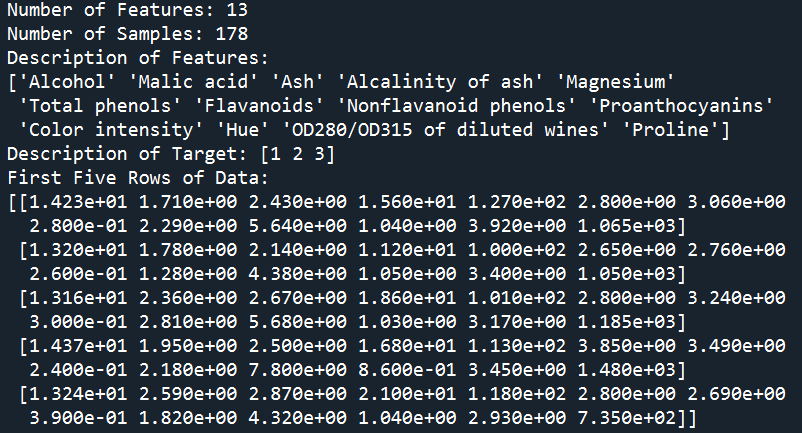 Number of Features: 13
Number of Samples: 178
Description of Features:
['Alcohol' 'Malic acid' 'Ash' 'Alcalinity of ash' 'Magnesium'
 'Total phenols' 'Flavanoids' 'Nonflavanoid phenols' 'Proanthocyanins'
 'Color intensity' 'Hue' 'OD280/OD315 of diluted wines' 'Proline']
Description of Target: [1 2 3]
First Five Rows of Data:
[[1.423e+01 1.710e+00 2.430e+00 1.560e+01 1.270e+02 2.800e+00 3.060e+00
  2.800e-01 2.290e+00 5.640e+00 1.040e+00 3.920e+00 1.065e+03]
 [1.320e+01 1.780e+00 2.140e+00 1.120e+01 1.000e+02 2.650e+00 2.760e+00
  2.600e-01 1.280e+00 4.380e+00 1.050e+00 3.400e+00 1.050e+03]
 [1.316e+01 2.360e+00 2.670e+00 1.860e+01 1.010e+02 2.800e+00 3.240e+00
  3.000e-01 2.810e+00 5.680e+00 1.030e+00 3.170e+00 1.185e+03]
 [1.437e+01 1.950e+00 2.500e+00 1.680e+01 1.130e+02 3.850e+00 3.490e+00
  2.400e-01 2.180e+00 7.800e+00 8.600e-01 3.450e+00 1.480e+03]
 [1.324e+01 2.590e+00 2.870e+00 2.100e+01 1.180e+02 2.800e+00 2.690e+00
  3.900e-01 1.820e+00 4.320e+00 1.040e+00 2.930e+00 7.350e+02]]